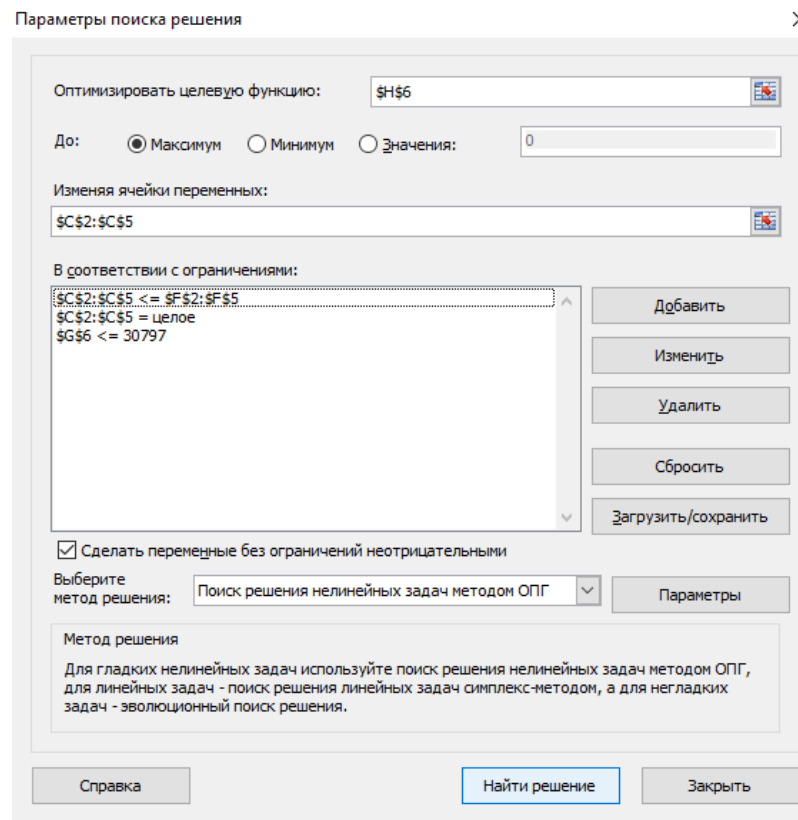 Параметры поиска решения
Оптимизировать целевую функцию:
$H$6
До:
Максимум
Минимум
Значения:
0
Изменяя ячейки переменных:
$C$2:$C$5
В соответствии с ограничениями:
$C$2:$C$5 <= $F$2:$F$5
$C$2:$C$5 = целое
$G$6 <= 30797
Добавить
Изменить
Удалить
Сбросить
Загрузить/сохранить
Сделать переменные без ограничений неотрицательными
Выберите
метод решения:
Поиск решения нелинейных задач методом ОПГ
Параметры
Метод решения
Для гладких нелинейных задач используйте поиск решения нелинейных задач методом ОПГ,
для линейных задач - поиск решения линейных задач симплекс-методом, а для негладких
задач - эволюционный поиск решения.
Справка
Найти решение
Закрыть